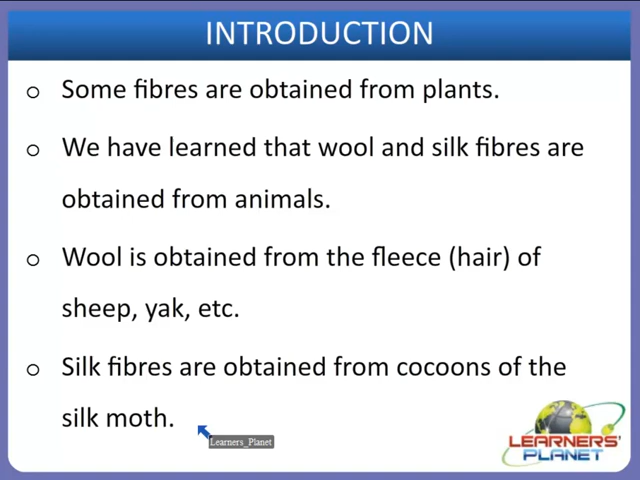 INTRODUCTION
o Some fibres are obtained from plants.
o We have learned that wool and silk fibres are
obtained from animals.
o Wool is obtained from the fleece (hair) of
sheep, yak, etc.
o Silk fibres are obtained from cocoons of the
silk moth.
Learners_Planet
LEARNERS'
PLANET